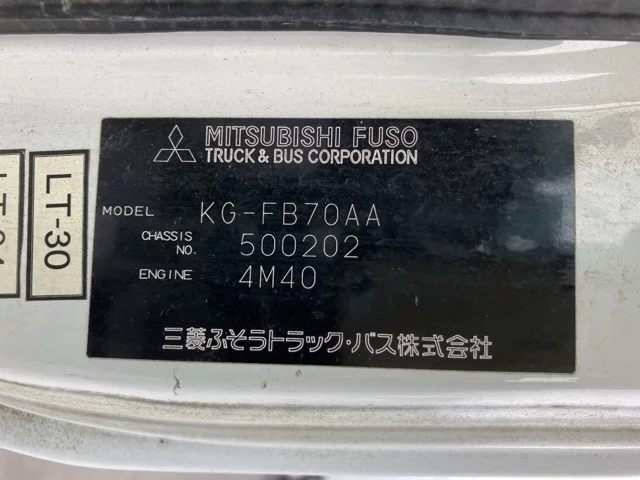 MITSUBISHI FUSO
TRUCK & BUS CORPORATION
MODEL KG-FB70AA
CHASSIS NO. 500202
ENGINE 4M40
三菱ふそうトラック・バス株式会社
LT-30